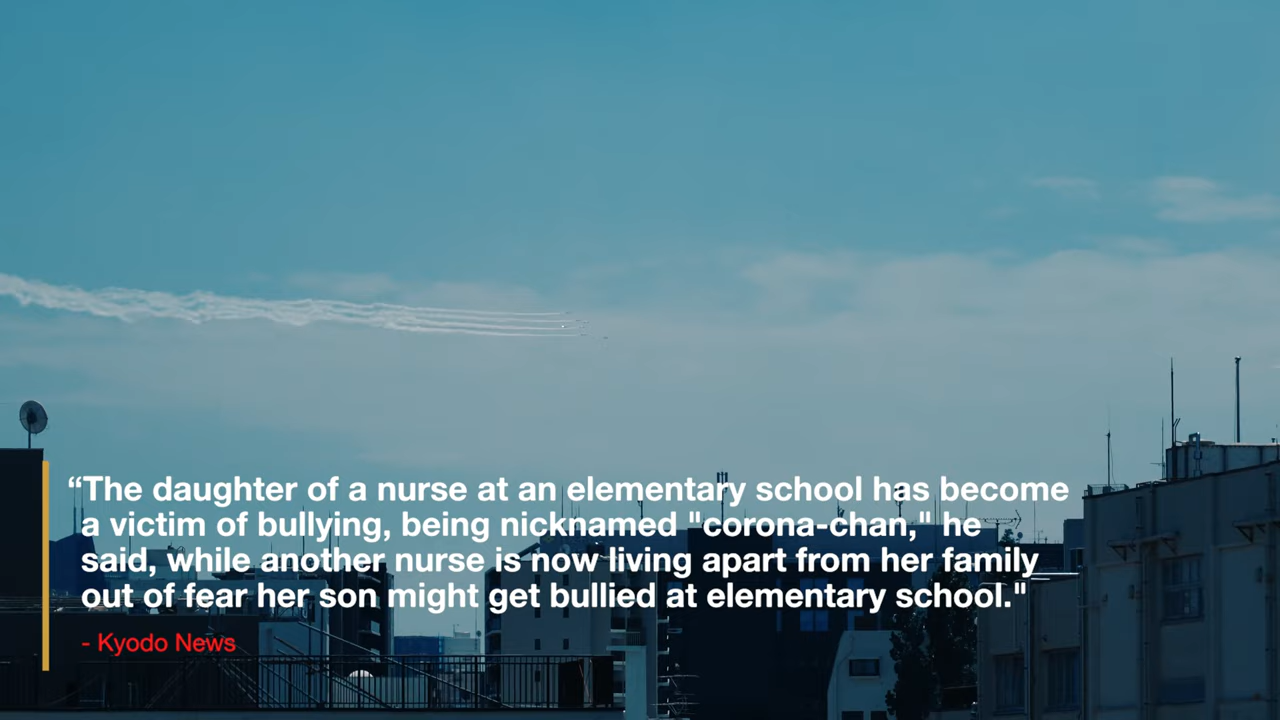 “The daughter of a nurse at an elementary school has become
a victim of bullying, being nicknamed "corona-chan," he
said, while another nurse is now living apart from her family
out of fear her son might get bullied at elementary school."
- Kyodo News